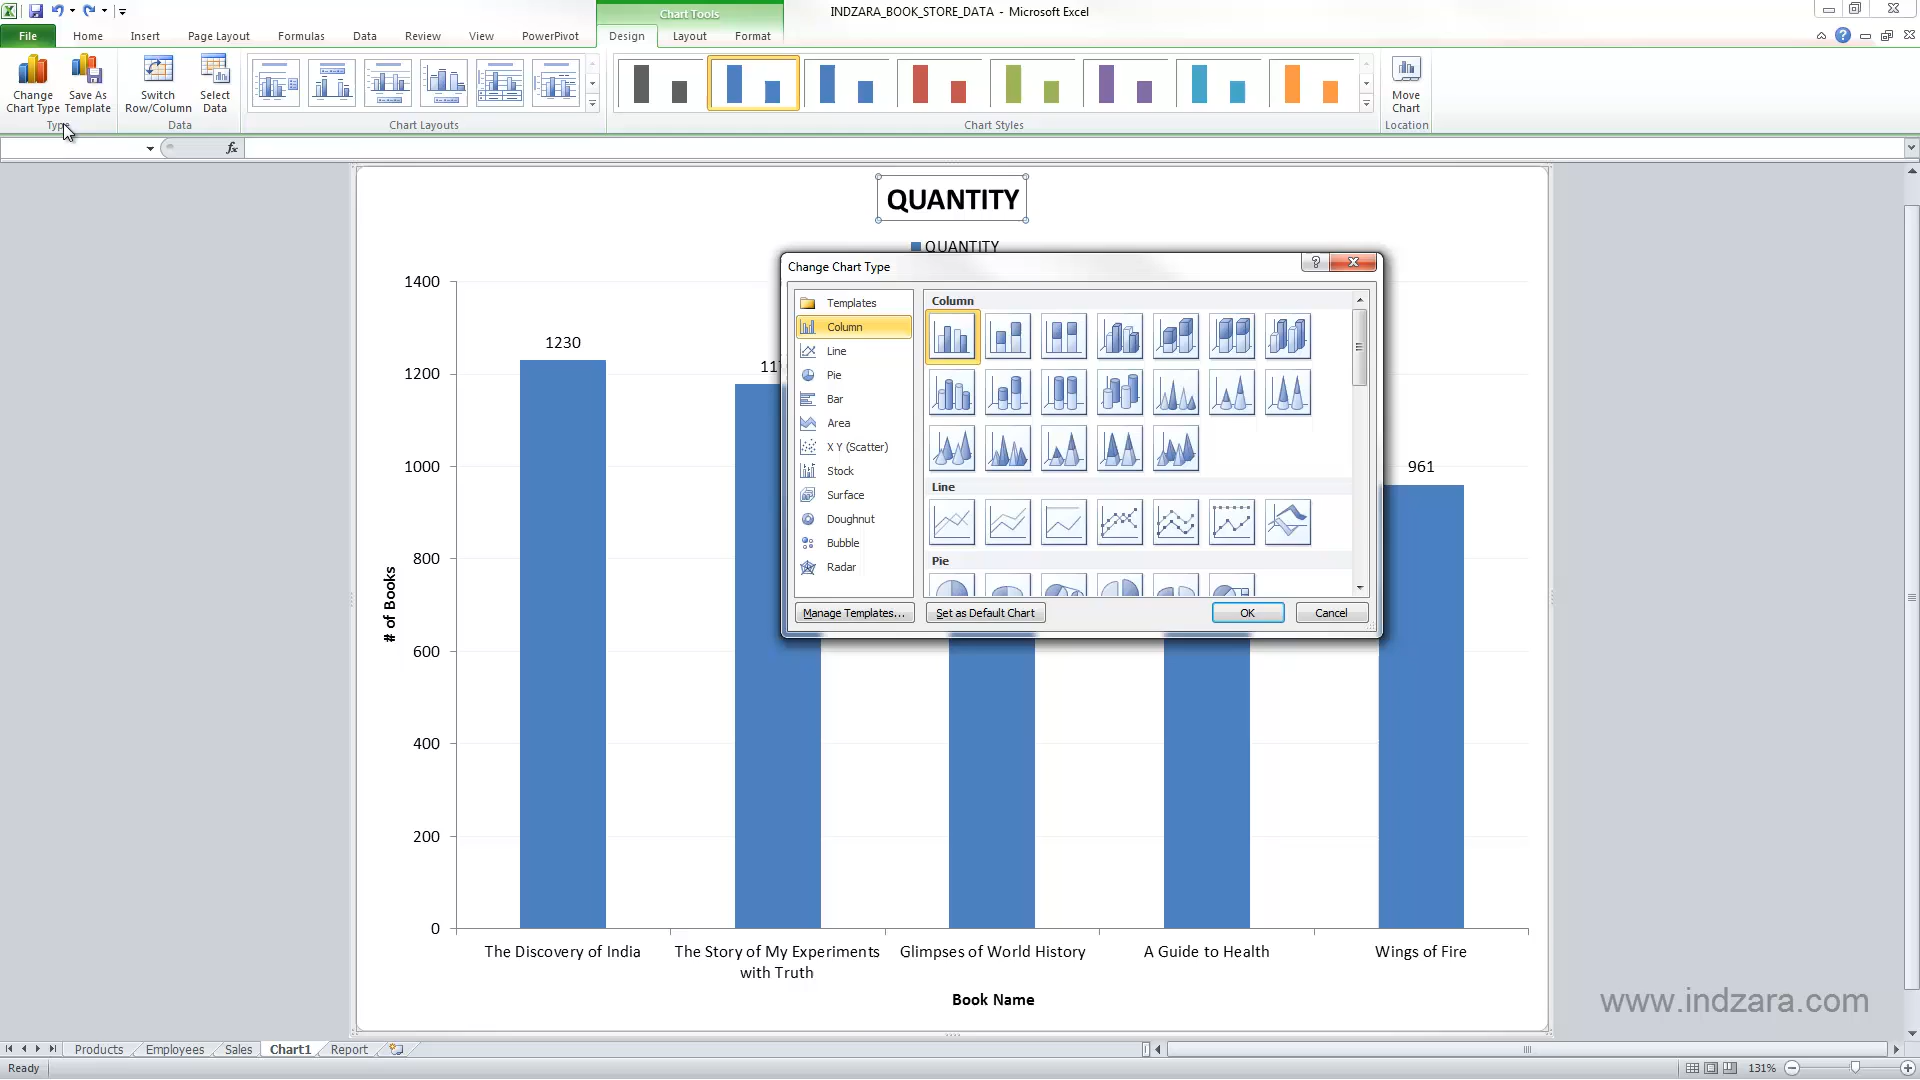 Chart Tools
INDZARA_BOOK_STORE_DATA - Microsoft Excel
File Home Insert Page Layout Formulas Data Review View PowerPivot Design Layout Format
Change Chart Type
Save As Template
Switch Row/Column
Select Data
Move Chart
Data
Chart Layouts
Chart Styles
Location
fx
QUANTITY
QUANTITY
Change Chart Type
Templates
Column
Line
Pie
Bar
Area
X Y (Scatter)
Stock
Surface
Doughnut
Bubble
Radar
Column
Line
Pie
Manage Templates...
Set as Default Chart
OK
Cancel
1400
1200
1000
800
600
400
200
0
1230
961
# of Books
The Discovery of India
The Story of My Experiments
with Truth
Glimpses of World History
A Guide to Health
Wings of Fire
Book Name
www.indzara.com
Products Employees Sales Chart1 Report
Ready
131%